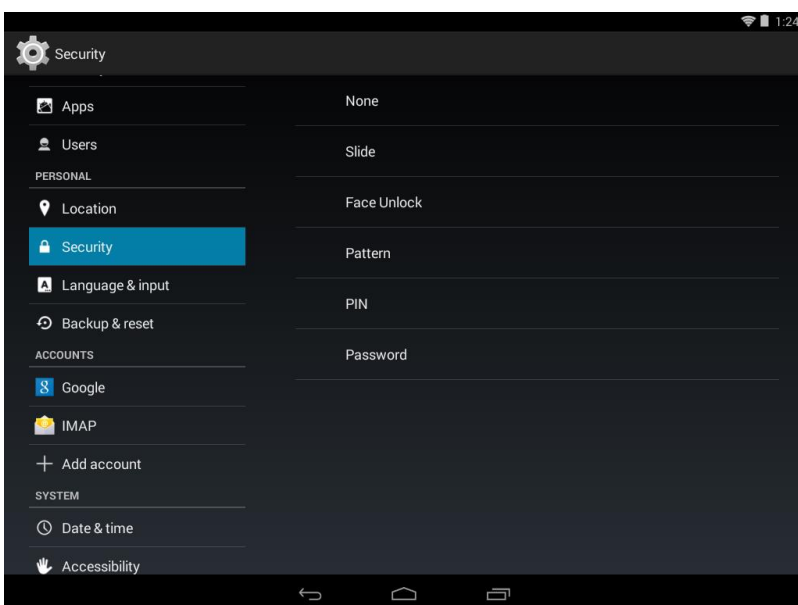 1:24
Security
Apps
Users
PERSONAL
Location
Security
Language & input
Backup & reset
ACCOUNTS
Google
IMAP
Add account
SYSTEM
Date & time
Accessibility
None
Slide
Face Unlock
Pattern
PIN
Password